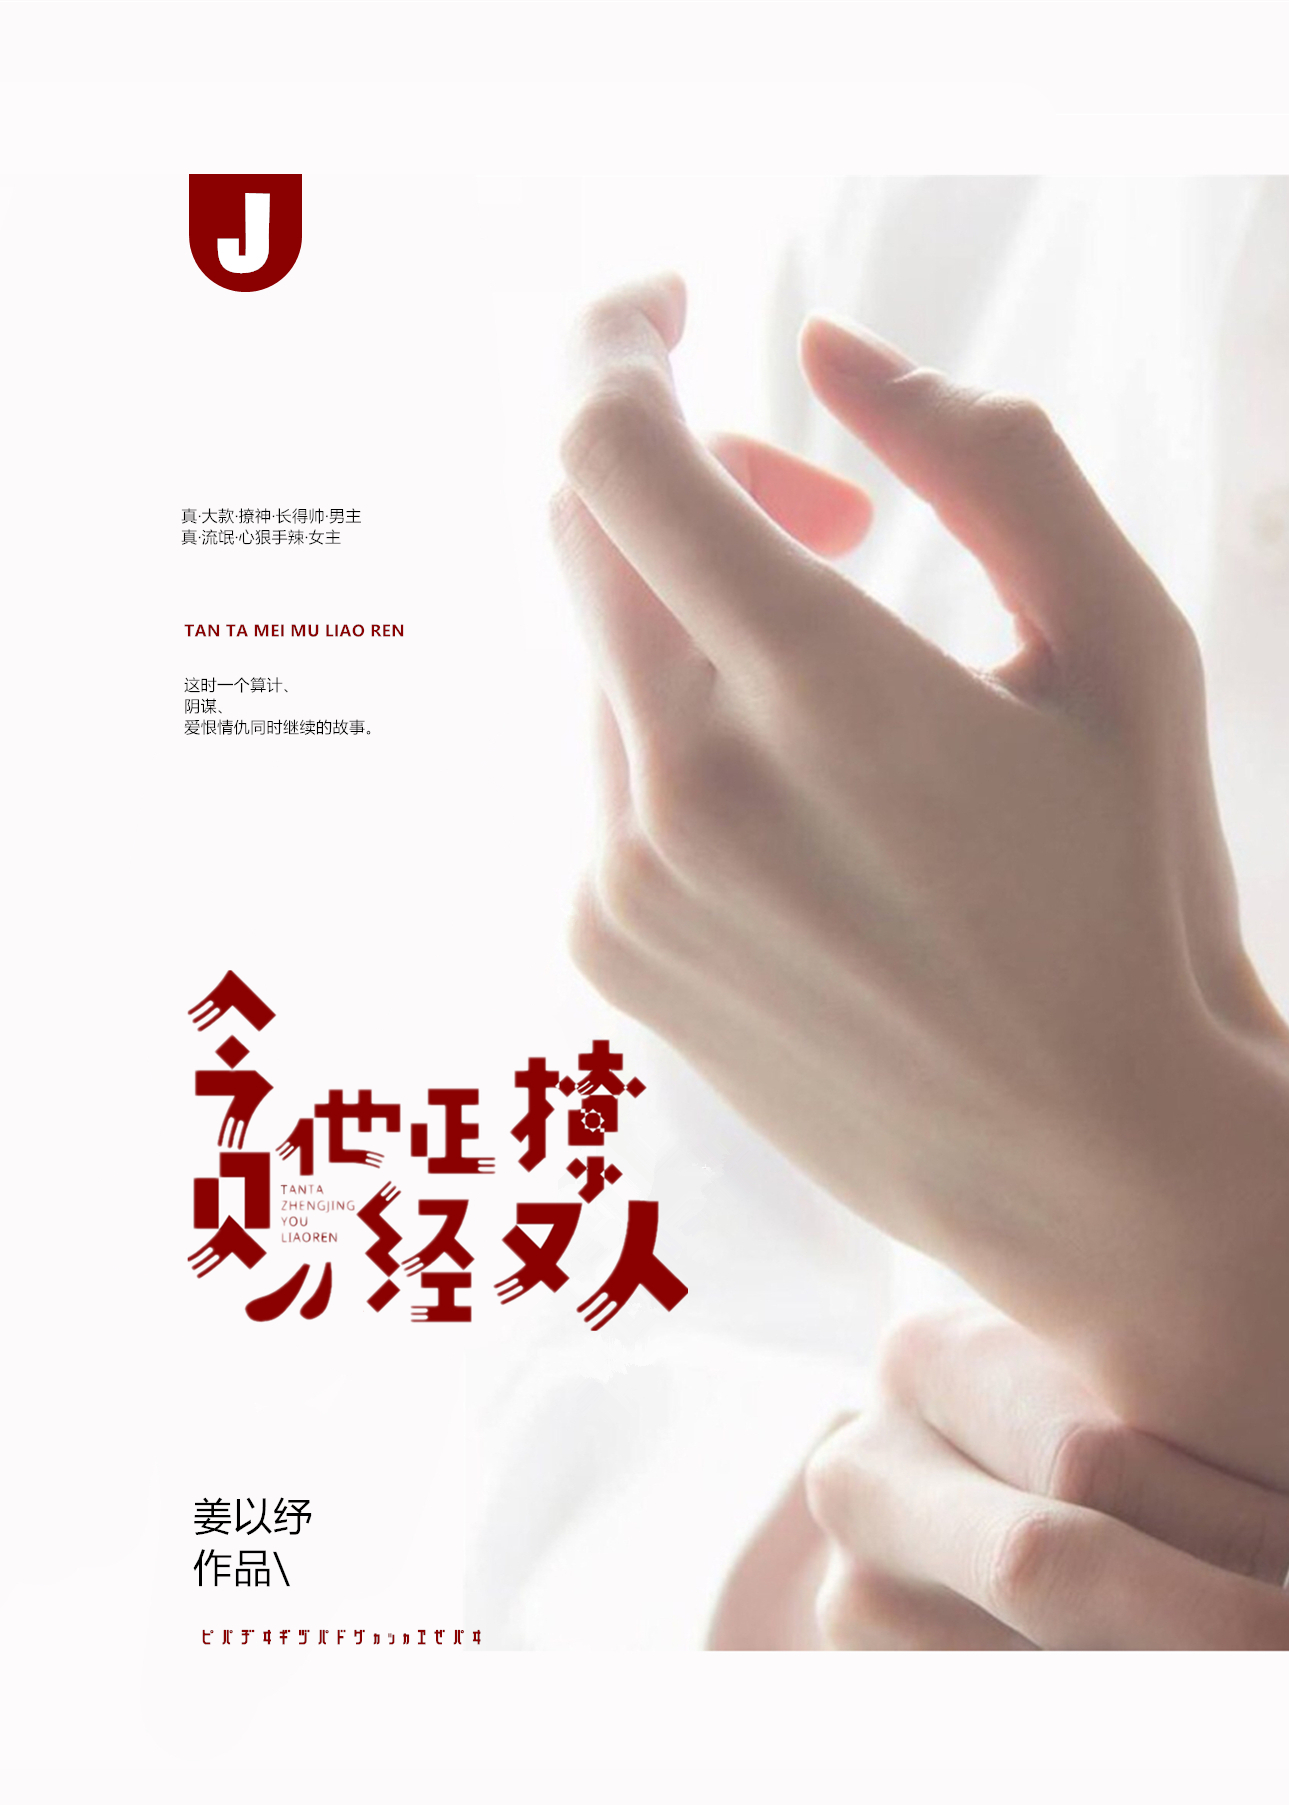 J
真·大款·撩神·长得帅·男主
真·流氓·心狠手辣·女主
TAN TA MEI MU LIAO REN
这时一个算计、
阴谋、
爱恨情仇同时继续的故事。
贪他正经又撩人
TANTA
ZHENGJING
YOU
LIAOREN
姜以纾
作品\